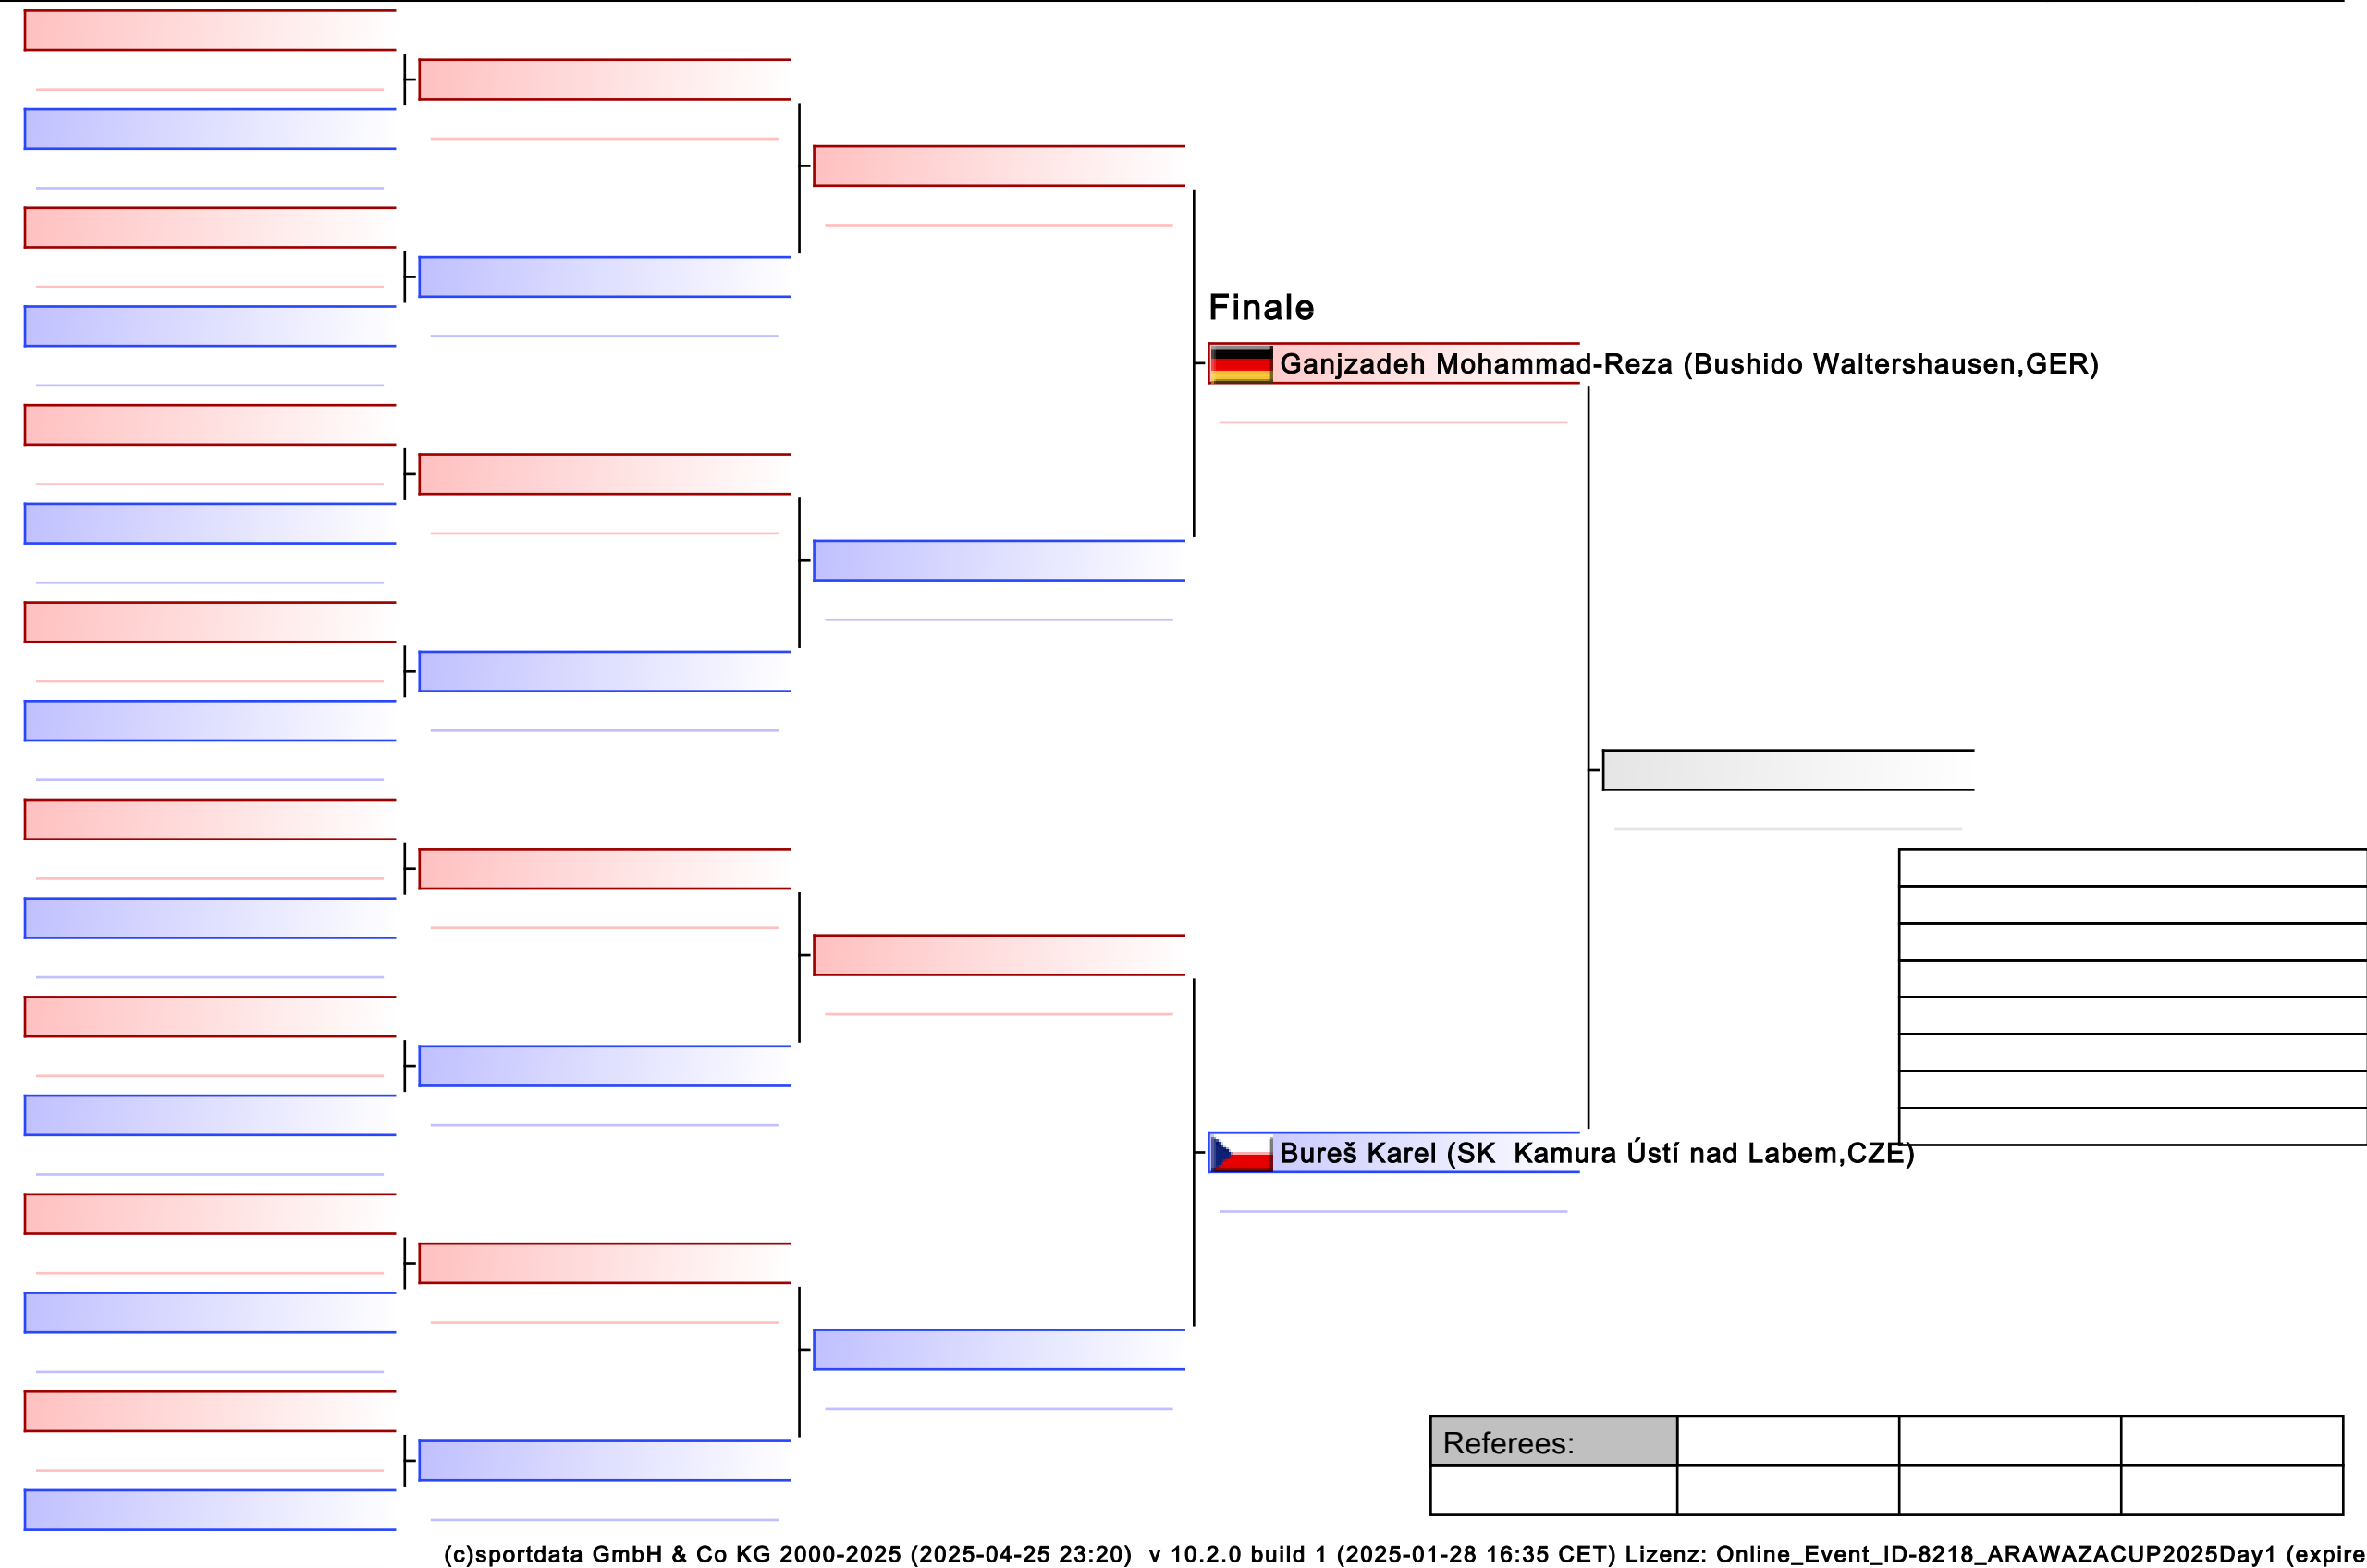 Finale
Ganjzadeh Mohammad-Reza (Bushido Waltershausen,GER)
Bureš Karel (SK  Kamura Ústí nad Labem,CZE)
Referees:
(c)sportdata GmbH & Co KG 2000-2025 (2025-04-25 23:20)  v 10.2.0 build 1 (2025-01-28 16:35 CET) Lizenz: Online_Event_ID-8218_ARAWAZACUP2025Day1 (expire